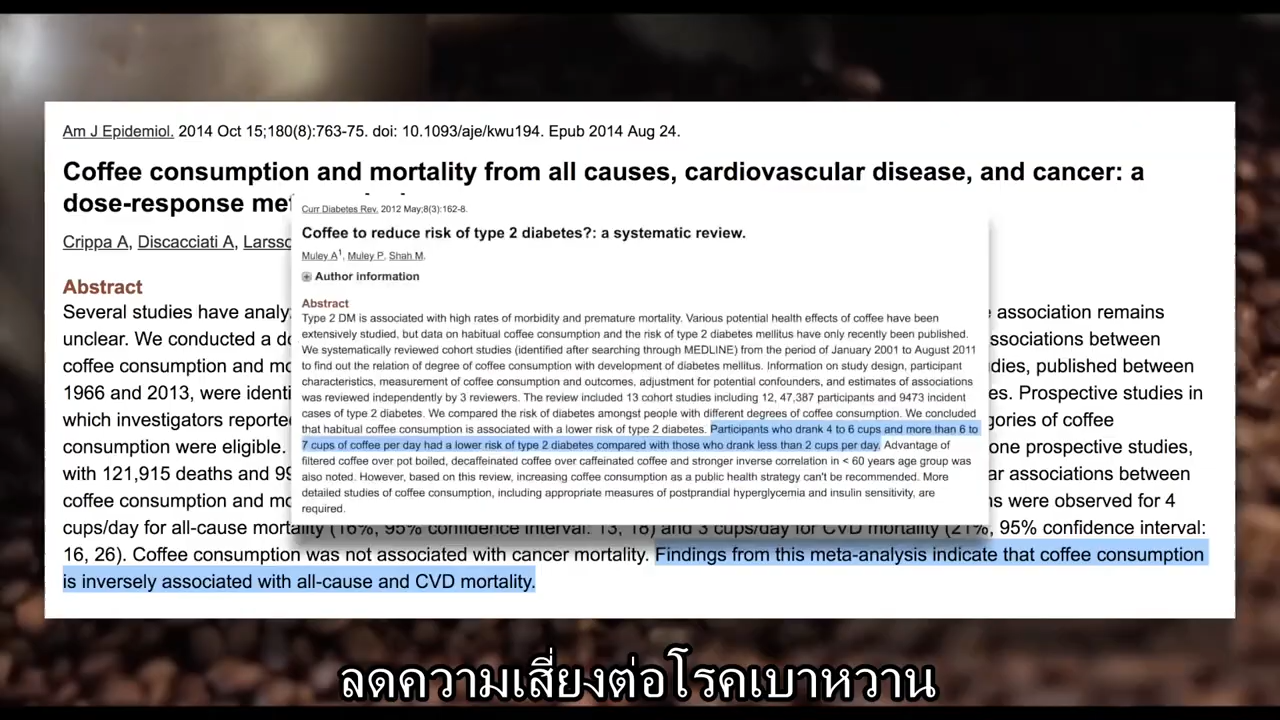 Am J Epidemiol. 2014 Oct 15;180(8):763-75. doi: 10.1093/aje/kwu194. Epub 2014 Aug 24.
Coffee consumption and mortality from all causes, cardiovascular disease, and cancer: a
dose-response
Crippa A, Discacciati A,
Abstract
Several studies have association remains
unclear. We conducted a associations between
coffee consumption and published between
1966 and 2013, were Prospective studies in
which investigators of coffee
consumption were eligible. prospective studies,
with 121,915 deaths and associations between
coffee consumption and were observed for 4
cups/day for all-cause mortality (16%, 95% confidence interval: 13, 18) and 3 cups/day for CVD mortality (21%, 95% confidence interval:
16, 26). Coffee consumption was not associated with cancer mortality. Findings from this meta-analysis indicate that coffee consumption
is inversely associated with all-cause and CVD mortality.
Curr Diabetes Rev. 2012 May;8(3):162-8.
Coffee to reduce risk of type 2 diabetes?: a systematic review.
Muley A1, Muley P, Shah M.
Author information
Abstract
Type 2 DM is associated with high rates of morbidity and premature mortality. Various potential health effects of coffee have been
extensively studied, but data on habitual coffee consumption and the risk of type 2 diabetes mellitus have only recently been published.
We systematically reviewed cohort studies (identified after searching through MEDLINE) from the period of January 2001 to August 2011
to find out the relation of degree of coffee consumption with development of diabetes mellitus. Information on study design, participant
characteristics, measurement of coffee consumption and outcomes, adjustment for potential confounders, and estimates of associations
was reviewed independently by 3 reviewers. The review included 13 cohort studies including 12, 47,387 participants and 9473 incident
cases of type 2 diabetes. We compared the risk of diabetes amongst people with different degrees of coffee consumption. We concluded
that habitual coffee consumption is associated with a lower risk of type 2 diabetes. Participants who drank 4 to 6 cups and more than 6 to
7 cups of coffee per day had a lower risk of type 2 diabetes compared with those who drank less than 2 cups per day. Advantage of
filtered coffee over pot boiled, decaffeinated coffee over caffeinated coffee and stronger inverse correlation in < 60 years age group was
also noted. However, based on this review, increasing coffee consumption as a public health strategy can't be recommended. More
detailed studies of coffee consumption, including appropriate measures of postprandial hyperglycemia and insulin sensitivity, are
required.
ลดความเสี่ยงต่อโรคเบาหวาน